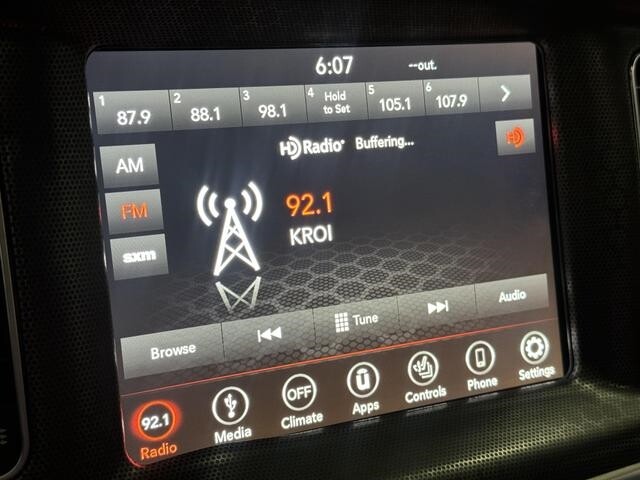 6:07 --out.
1 87.9 2 88.1 3 98.1 4 Hold to Set 5 105.1 6 107.9
AM HD Radio Buffering... HD
FM 92.1
KROI
sxm
Browse Tune Audio
92.1 OFF
Radio Media Climate Apps Controls Phone Settings